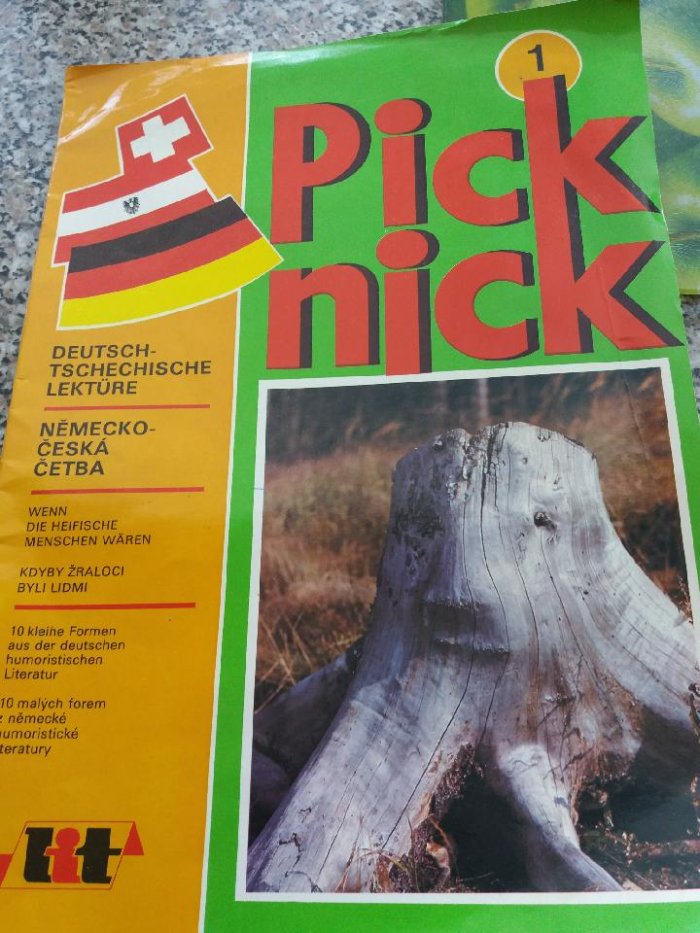 1
Pick
nick
DEUTSCH-
TSCHECHISCHE
LEKTÜRE
NĚMECKO-
ČESKÁ
ČETBA
WENN
DIE HEIFISCHE
MENSCHEN WÄREN
KDYBY ŽRALOCI
BYLI LIDMI
10 kleine Formen
aus der deutschen
humoristischen
Literatur
10 malých forem
z německé
humoristické
literatury
lit